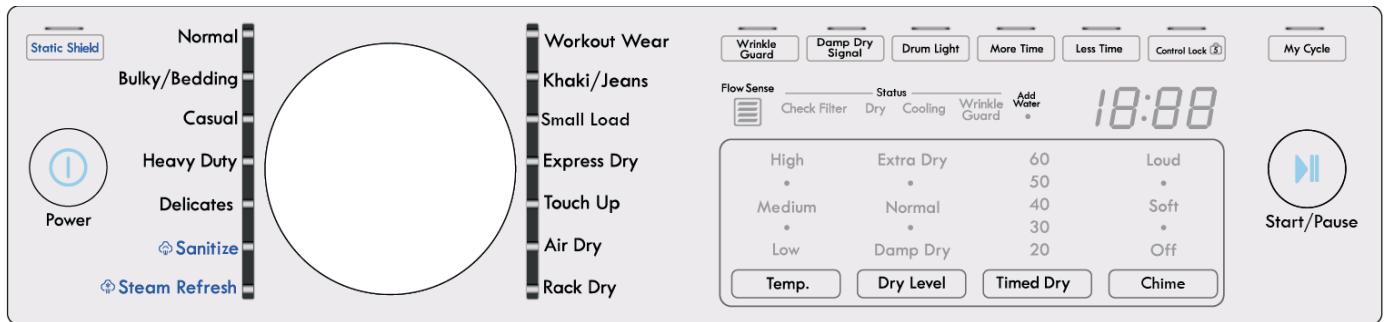 Static Shield
Power
Normal
Bulky/Bedding
Casual
Heavy Duty
Delicates
Sanitize
Steam Refresh
Workout Wear
Khaki/Jeans
Small Load
Express Dry
Touch Up
Air Dry
Rack Dry
Wrinkle
Guard
Damp Dry
Signal
Drum Light
More Time
Less Time
Control Lock
My Cycle
Flow Sense
Status
Check Filter
Dry
Cooling
Wrinkle
Guard
Add
Water
18:88
High
Medium
Low
Temp.
Extra Dry
Normal
Damp Dry
Dry Level
60
50
40
30
20
Timed Dry
Loud
Soft
Off
Chime
Start/Pause